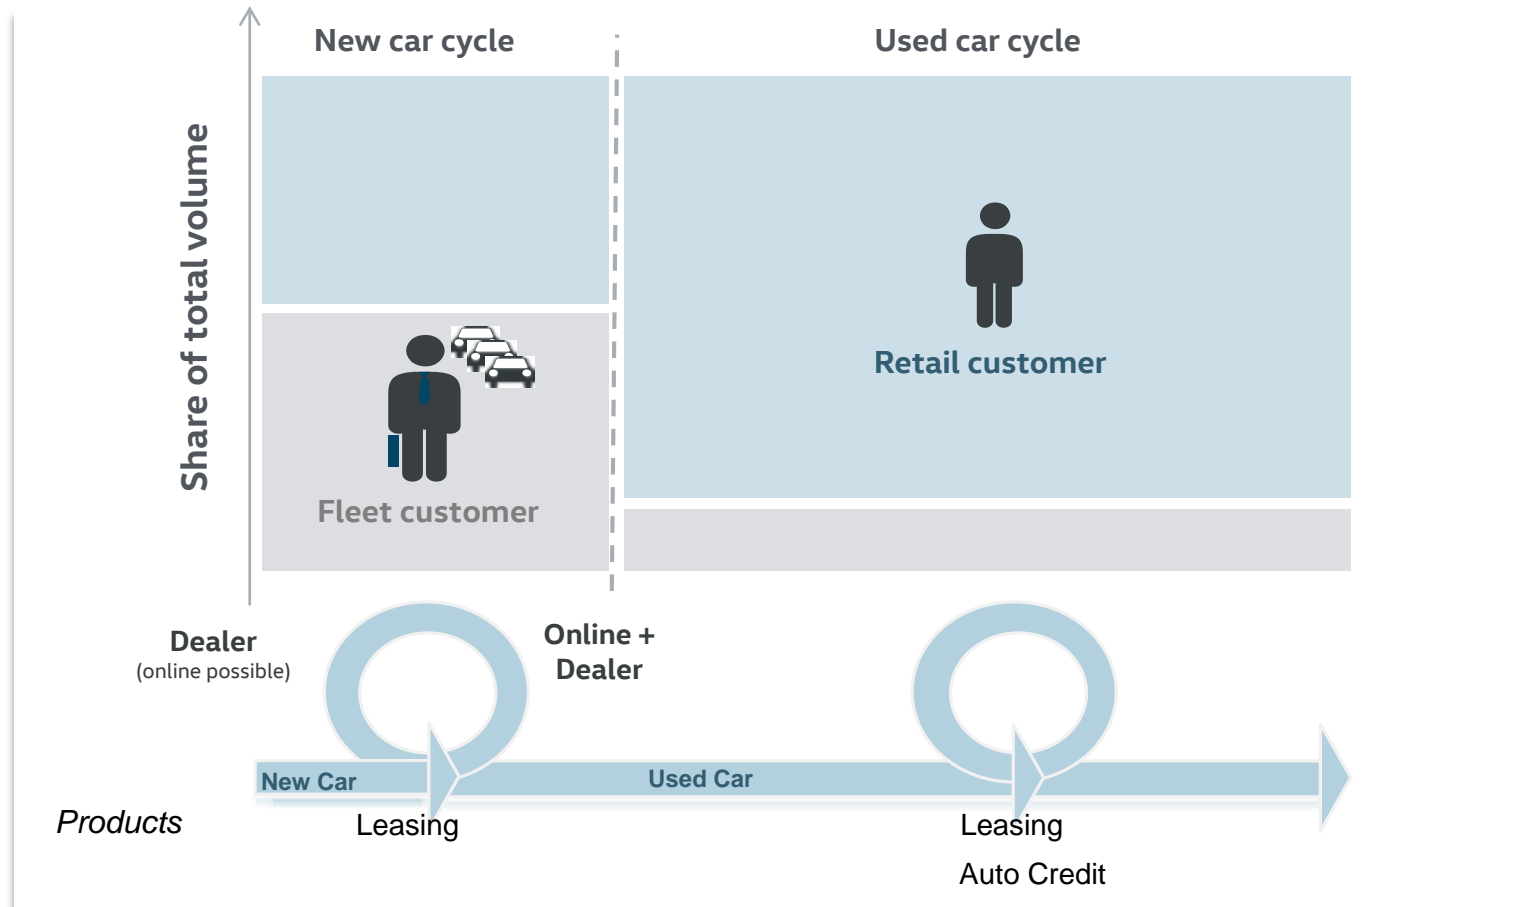 New car cycle
Used car cycle
Share of total volume
Retail customer
Fleet customer
Dealer
(online possible)
Online +
Dealer
New Car
Used Car
Products
Leasing
Leasing
Auto Credit